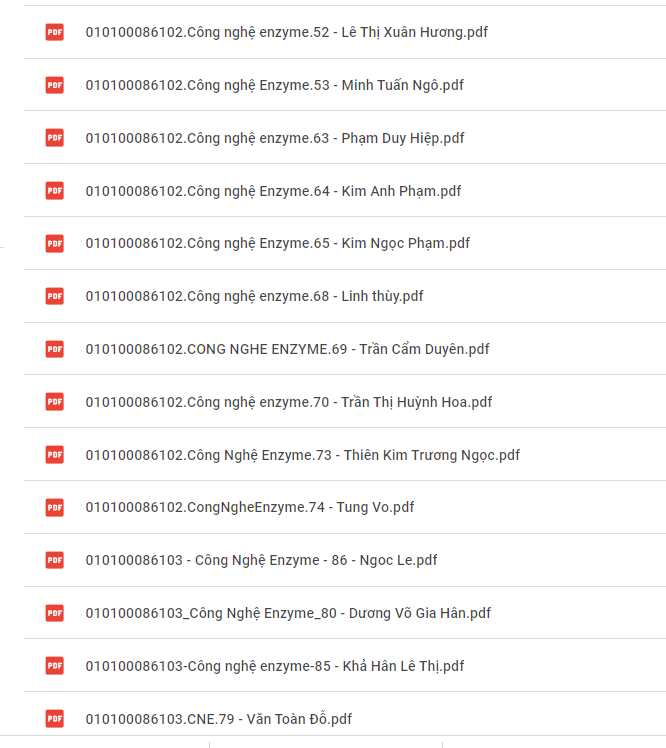 PDF 010100086102.Công nghệ enzyme.52 - Lê Thị Xuân Hương.pdf
PDF 010100086102.Công nghệ Enzyme.53 - Minh Tuấn Ngô.pdf
PDF 010100086102.Công nghệ enzyme.63 - Phạm Duy Hiệp.pdf
PDF 010100086102.Công nghệ Enzyme.64 - Kim Anh Phạm.pdf
PDF 010100086102.Công nghệ Enzyme.65 - Kim Ngọc Phạm.pdf
PDF 010100086102.Công nghệ enzyme.68 - Linh thùy.pdf
PDF 010100086102.CONG NGHE ENZYME.69 - Trần Cẩm Duyên.pdf
PDF 010100086102.Công nghệ enzyme.70 - Trần Thị Huỳnh Hoa.pdf
PDF 010100086102.Công Nghệ Enzyme.73 - Thiên Kim Trương Ngọc.pdf
PDF 010100086102.CongNgheEnzyme.74 - Tung Vo.pdf
PDF 010100086103 - Công Nghệ Enzyme - 86 - Ngoc Le.pdf
PDF 010100086103_Công Nghệ Enzyme_80 - Dương Võ Gia Hân.pdf
PDF 010100086103-Công nghệ enzyme-85 - Khả Hân Lê Thị.pdf
PDF 010100086103.CNE.79 - Văn Toàn Đỗ.pdf